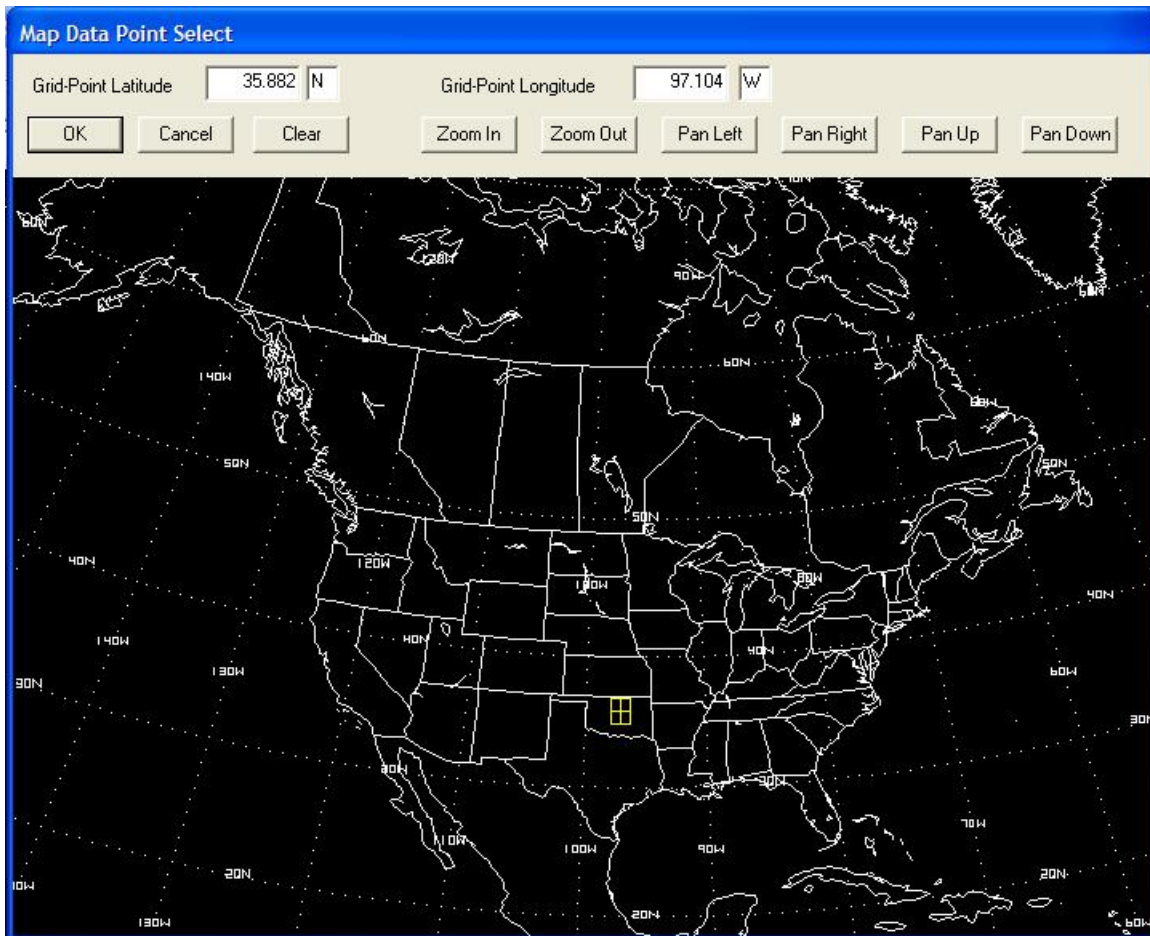 Map Data Point Select
Grid-Point Latitude 35.882 N Grid-Point Longitude 97.104 W
OK Cancel Clear Zoom In Zoom Out Pan Left Pan Right Pan Up Pan Down
60N
120W
90W
60N
60N
140W
60W
50N
50N
50N
40N
120W
100W
80W
40N
140W
40N
40N
130W
60W
30N
30N
30N
30N
70W
110W
100W
90W
20N
20N
130W
20N
60W